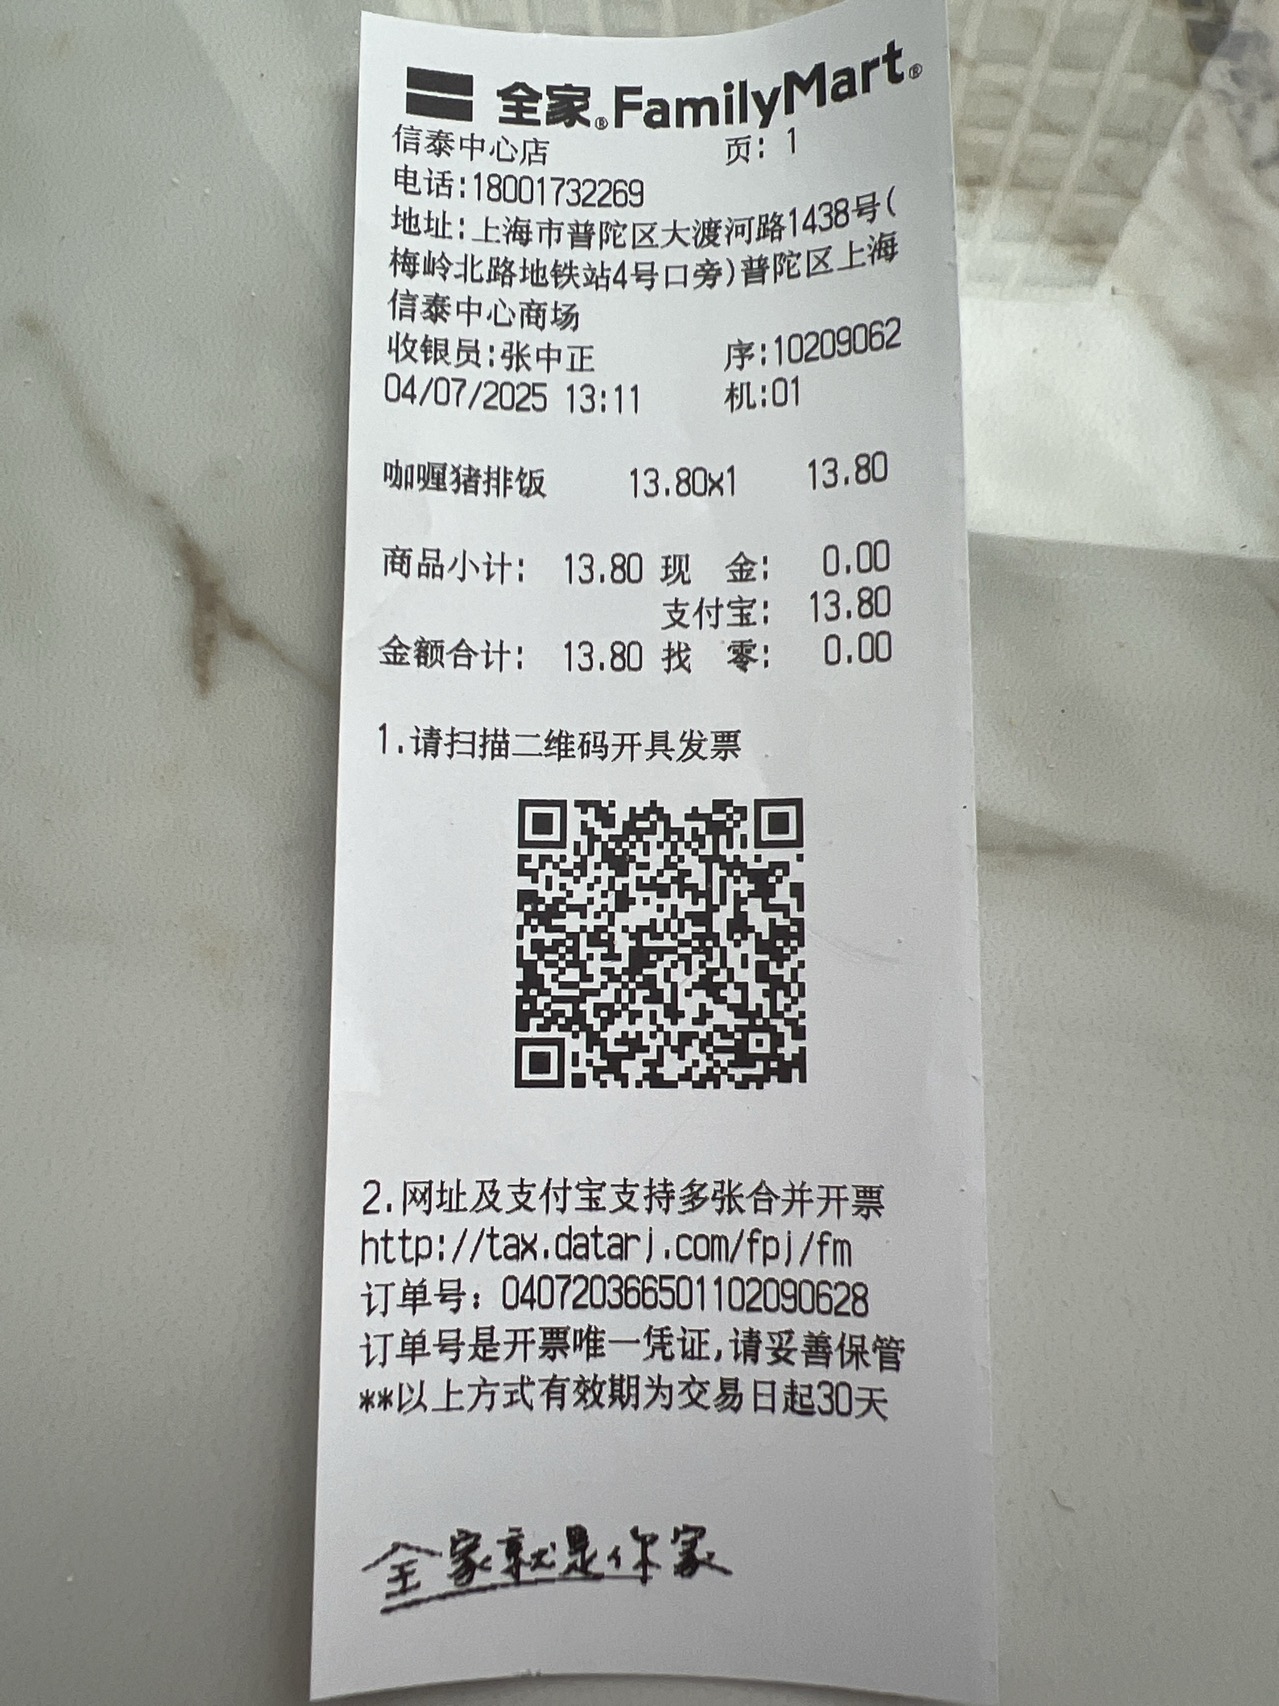 全家®FamilyMart®
信泰中心店 页: 1
电话:18001732269
地址:上海市普陀区大渡河路1438号(
梅岭北路地铁站4号口旁)普陀区上海
信泰中心商场
收银员:张中正 序:10209062
04/07/2025 13:11 机:01
咖喱猪排饭 13.80x1 13.80
商品小计: 13.80 现 金: 0.00
支付宝: 13.80
金额合计: 13.80 找 零: 0.00
1.请扫描二维码开具发票
2.网址及支付宝支持多张合并开票
http://tax.datarj.com/fpj/fm
订单号: 040720366501102090628
订单号是开票唯一凭证,请妥善保管
**以上方式有效期为交易日起30天
全家就是你家